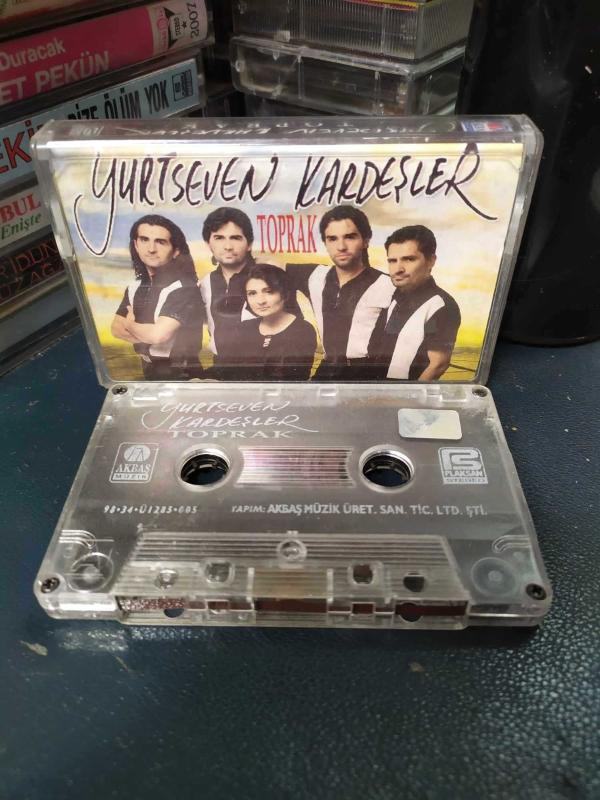 Duracak
ET PEKÜN
BİZE ÖLÜM YOK
BUL
Enişte
YURTSEVEN KARDEŞLER
TOPRAK
YURTSEVEN
KARDEŞLER
TOPRAK
AKBAŞ
MÜZİK
PLAKSAN
STEREO
98•34•Ü1285•005
YAPIM: AKBAŞ MÜZİK ÜRET. SAN. TİC. LTD. ŞTİ.